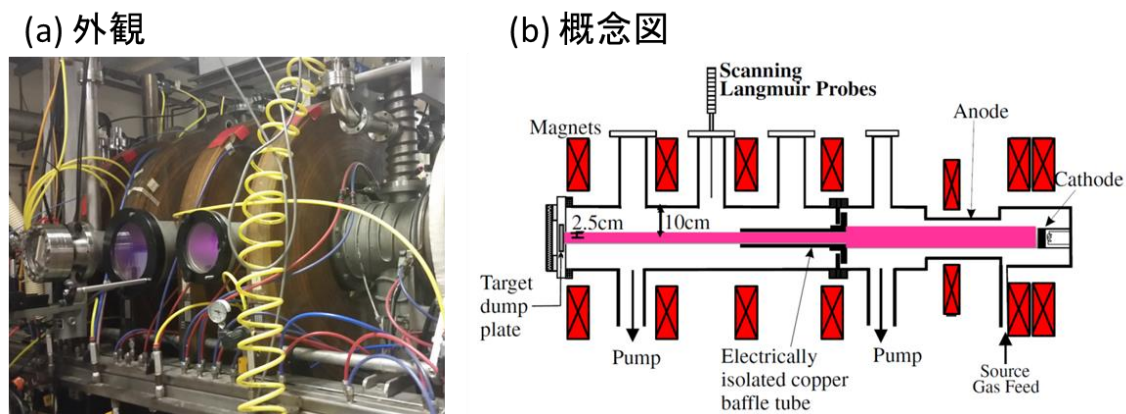 (a) 外観
(b) 概念図
Scanning
Langmuir Probes
Magnets
Anode
Cathode
2.5cm
10cm
Target
dump
plate
Pump
Electrically
isolated copper
baffle tube
Pump
Source
Gas Feed